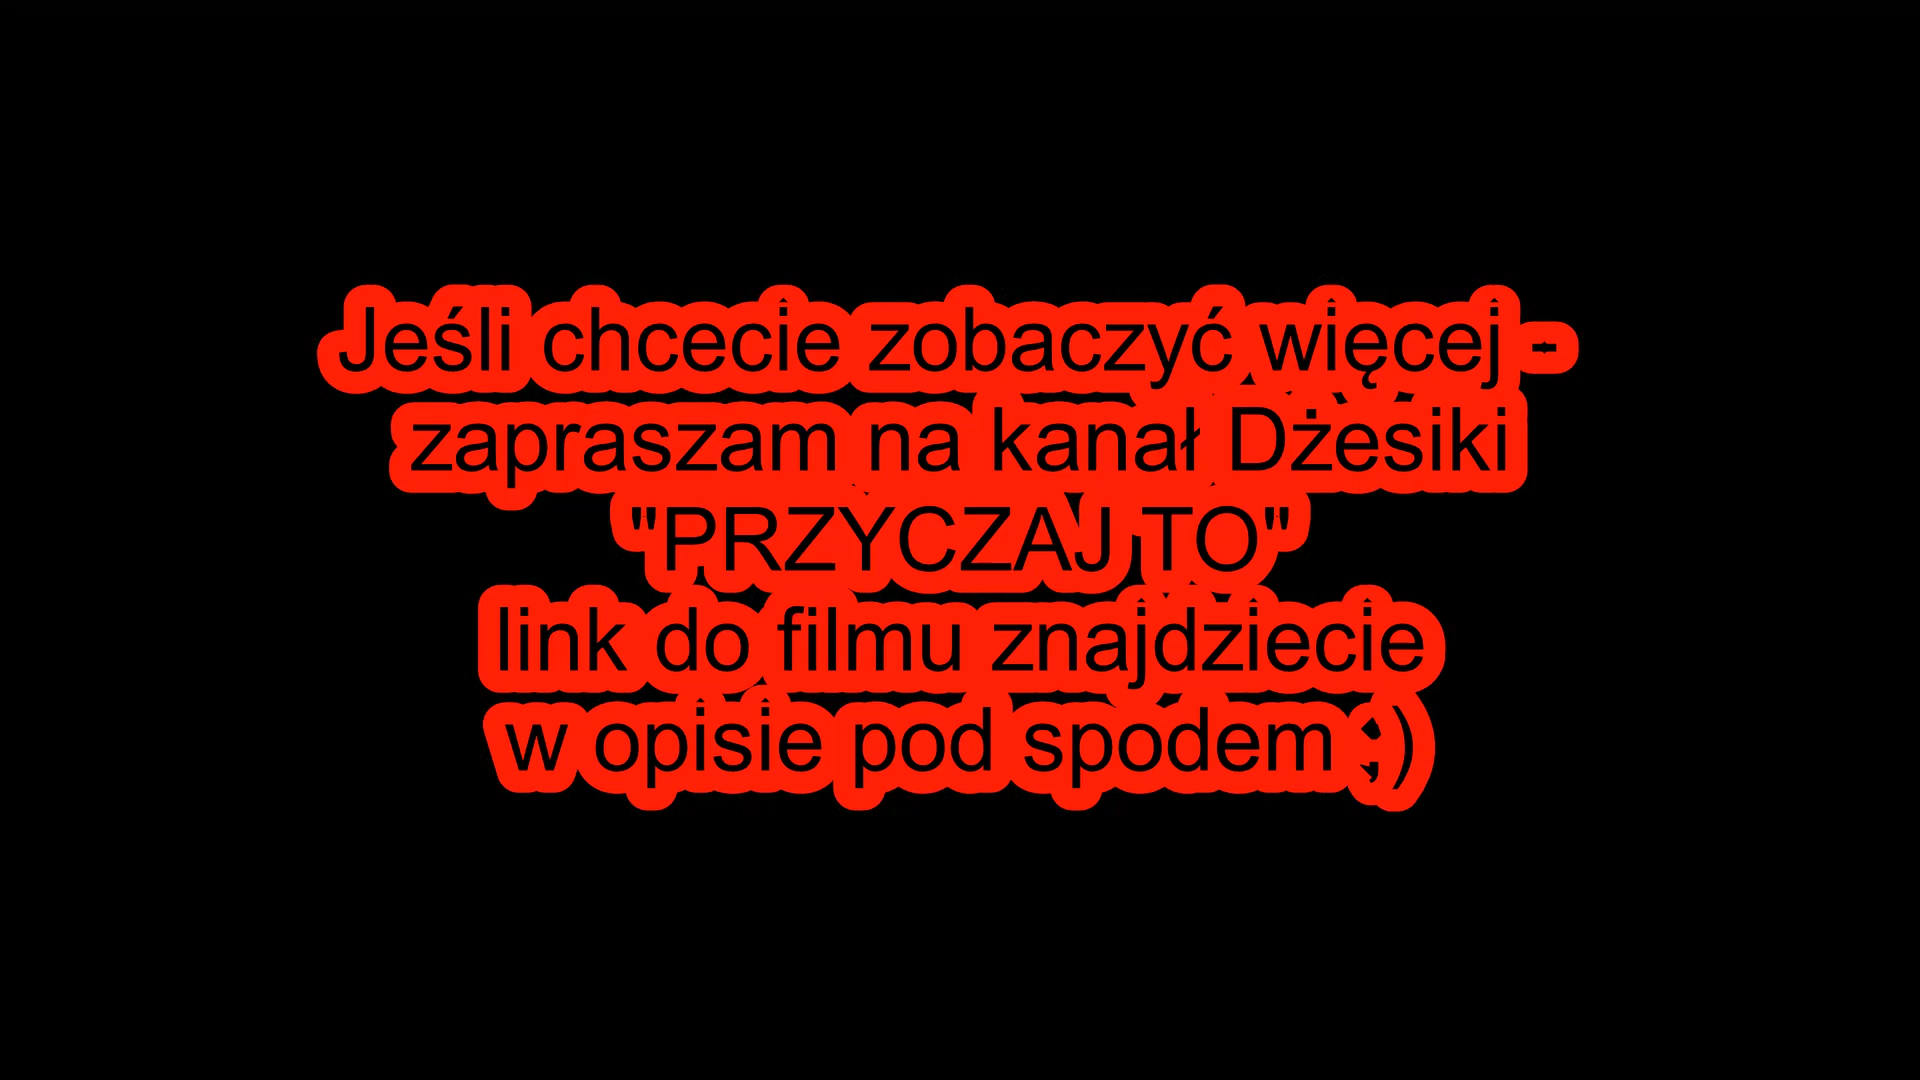 Jeśli chcecie zobaczyć więcej -
zapraszam na kanał Dżesiki
"PRZYCZAJ TO"
link do filmu znajdziecie
w opisie pod spodem ;)